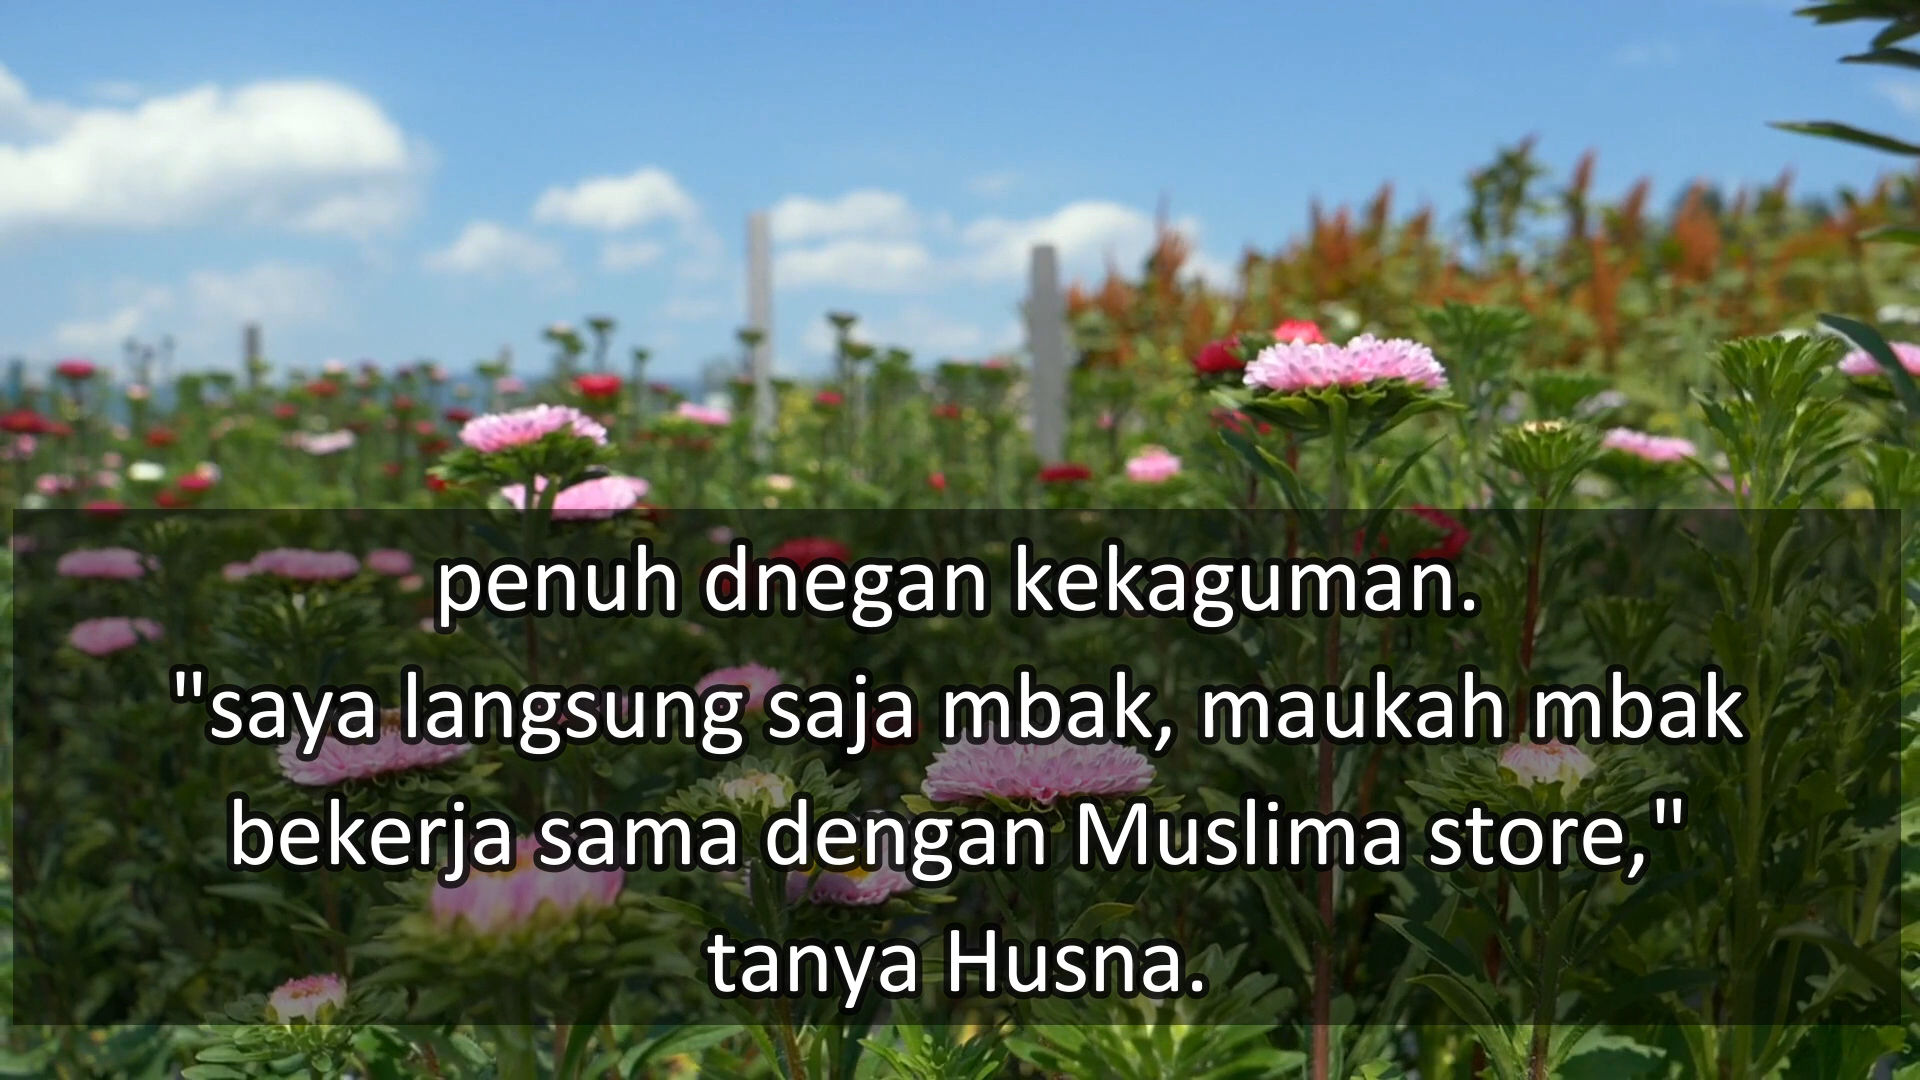 penuh dnegan kekaguman.
"saya langsung saja mbak, maukah mbak
bekerja sama dengan Muslima store,"
tanya Husna.